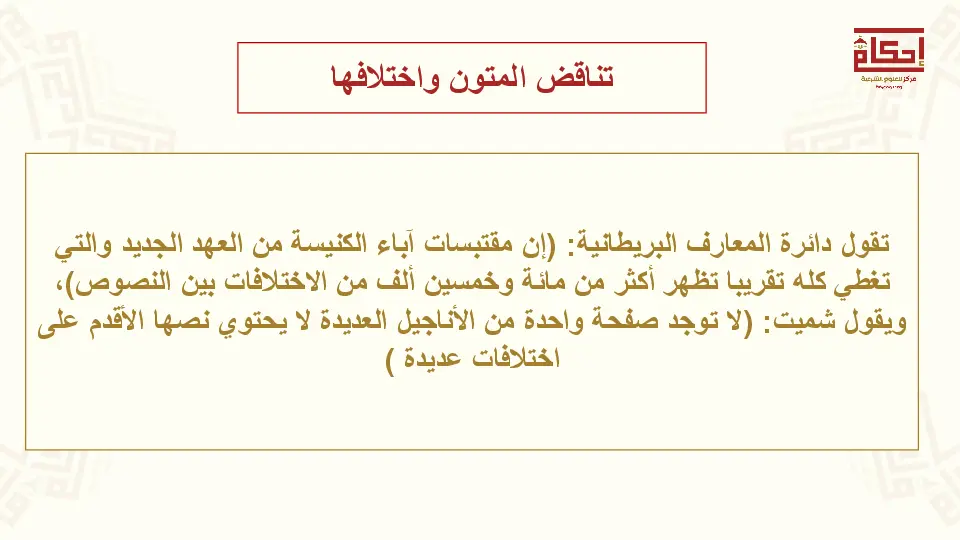 إحكام
مركز للعلوم الشرعية
تناقض المتون واختلافها
تقول دائرة المعارف البريطانية: (إن مقتبسات آباء الكنيسة من العهد الجديد والتي
تغطي كله تقريبا تظهر أكثر من مائة وخمسين ألف من الاختلافات بين النصوص)،
ويقول شميت: (لا توجد صفحة واحدة من الأناجيل العديدة لا يحتوي نصها الأقدم على
اختلافات عديدة )